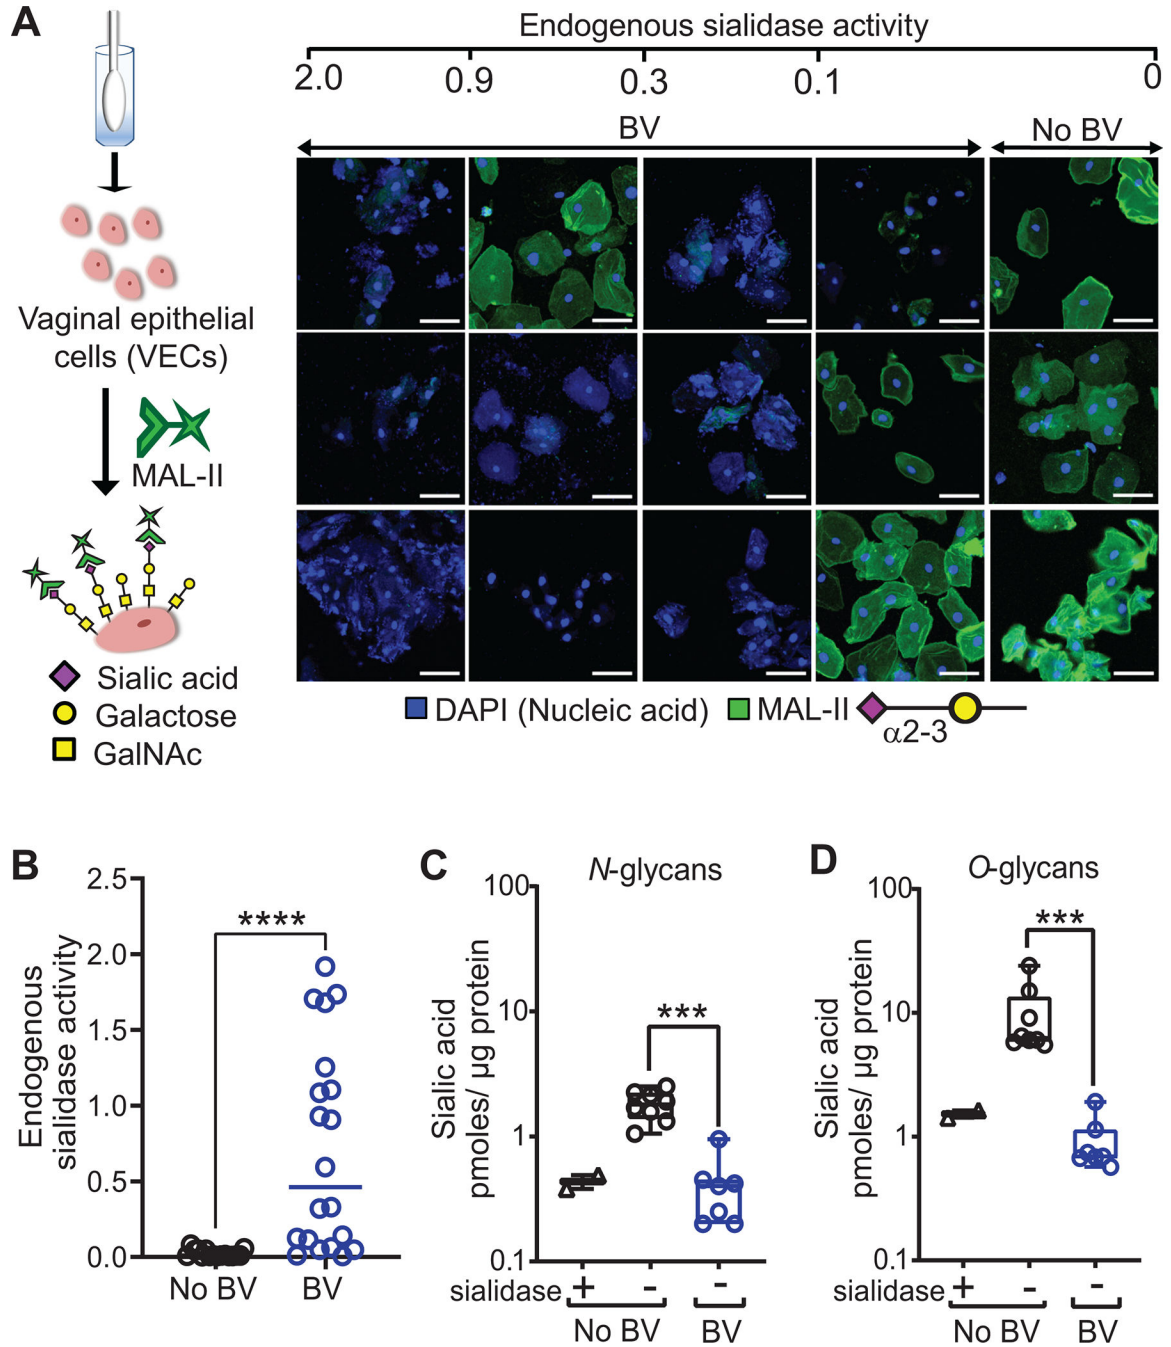 A
Endogenous sialidase activity
2.0 0.9 0.3 0.1 0
BV No BV
Vaginal epithelial
cells (VECs)
MAL-II
Sialic acid
Galactose
GalNAc
DAPI (Nucleic acid) MAL-II
α2-3
B
Endogenous
sialidase activity
2.5
2.0
1.5
1.0
0.5
0.0
****
No BV BV
C
N-glycans
Sialic acid
pmoles/ µg protein
100
10
1
0.1
***
sialidase + - -
No BV BV
D
O-glycans
Sialic acid
pmoles/ µg protein
100
10
1
0.1
***
sialidase + - -
No BV BV